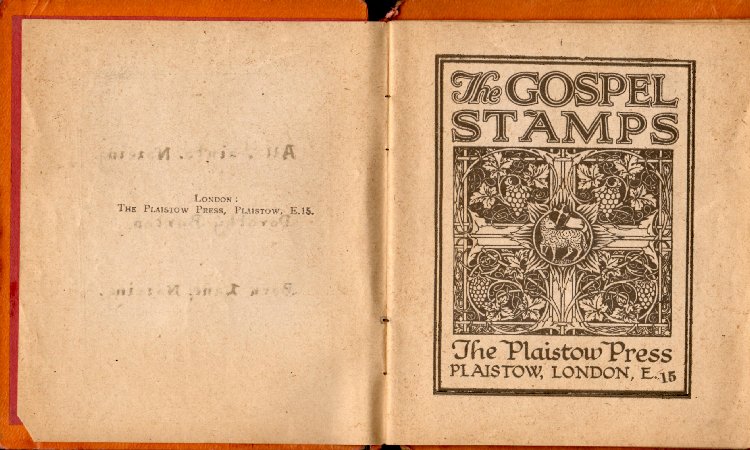 London:
The Plaistow Press, Plaistow, E.15.
The GOSPEL
STAMPS
The Plaistow Press
PLAISTOW, LONDON, E. 15